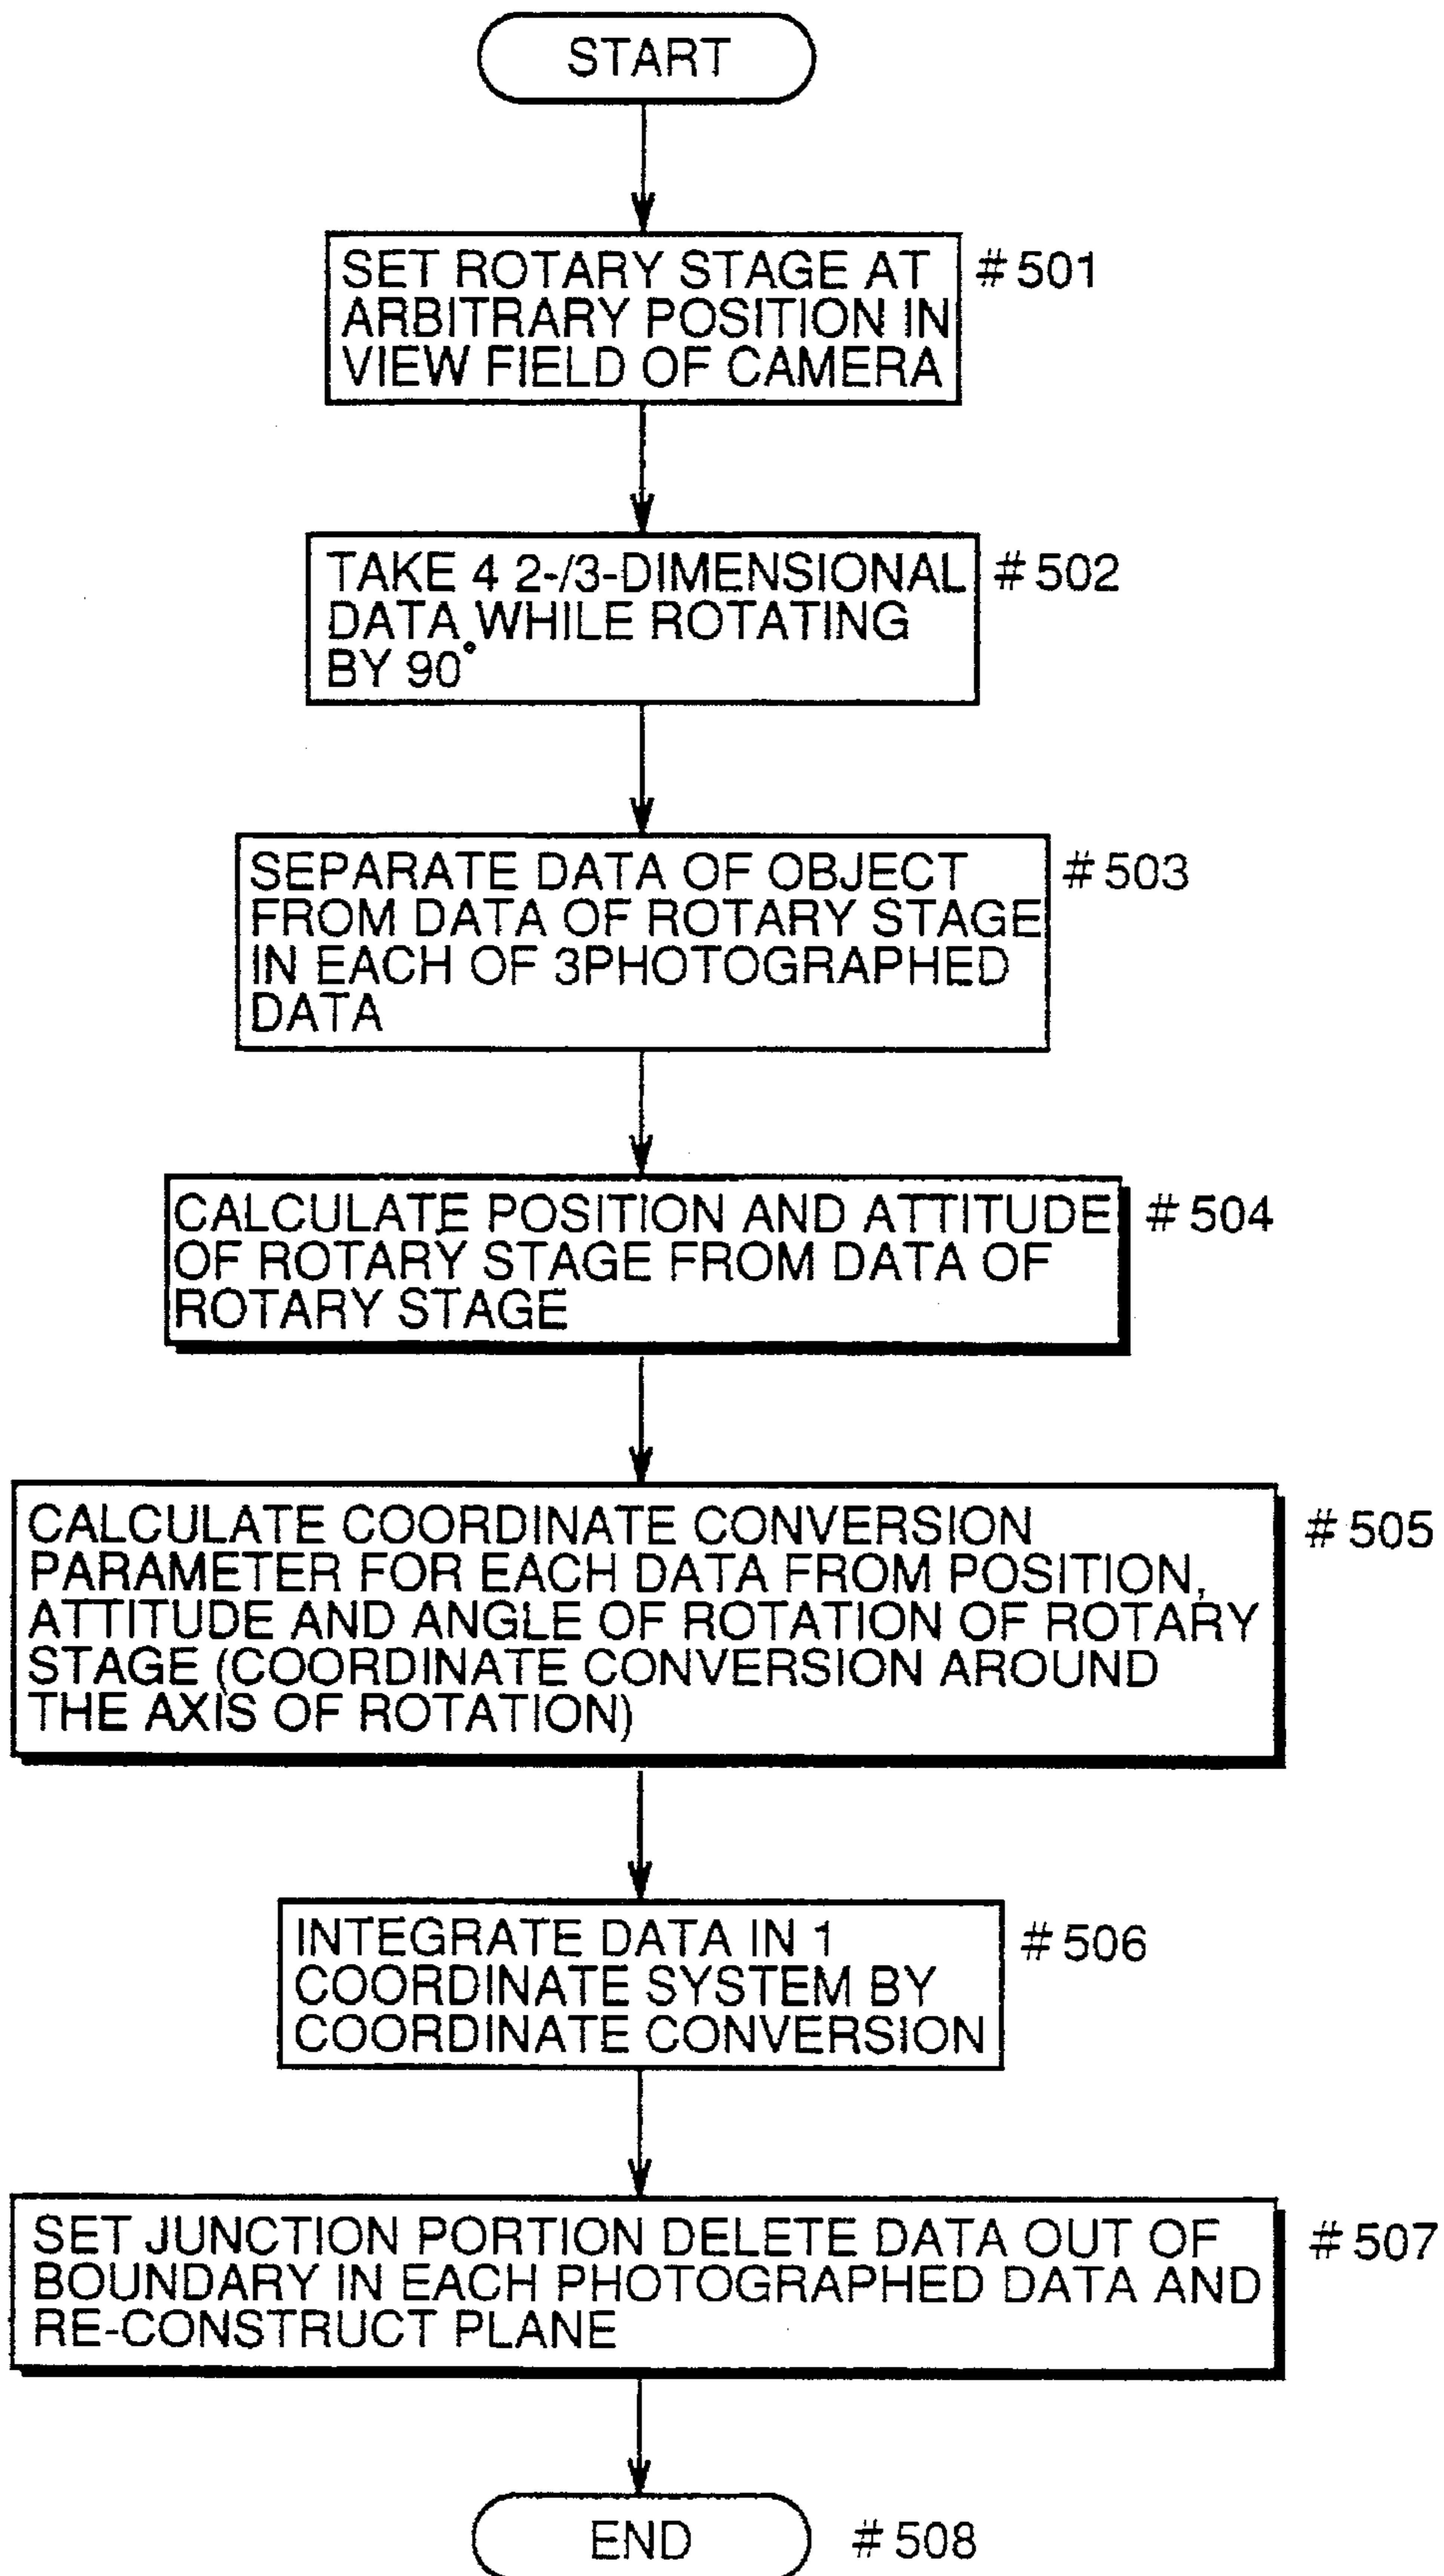 START
SET ROTARY STAGE AT
ARBITRARY POSITION IN
VIEW FIELD OF CAMERA
#501
TAKE 4 2-/3-DIMENSIONAL
DATA WHILE ROTATING
BY 90°
#502
SEPARATE DATA OF OBJECT
FROM DATA OF ROTARY STAGE
IN EACH OF 3PHOTOGRAPHED
DATA
#503
CALCULATE POSITION AND ATTITUDE
OF ROTARY STAGE FROM DATA OF
ROTARY STAGE
#504
CALCULATE COORDINATE CONVERSION
PARAMETER FOR EACH DATA FROM POSITION,
ATTITUDE AND ANGLE OF ROTATION OF ROTARY
STAGE (COORDINATE CONVERSION AROUND
THE AXIS OF ROTATION)
#505
INTEGRATE DATA IN 1
COORDINATE SYSTEM BY
COORDINATE CONVERSION
#506
SET JUNCTION PORTION DELETE DATA OUT OF
BOUNDARY IN EACH PHOTOGRAPHED DATA AND
RE-CONSTRUCT PLANE
#507
END
#508